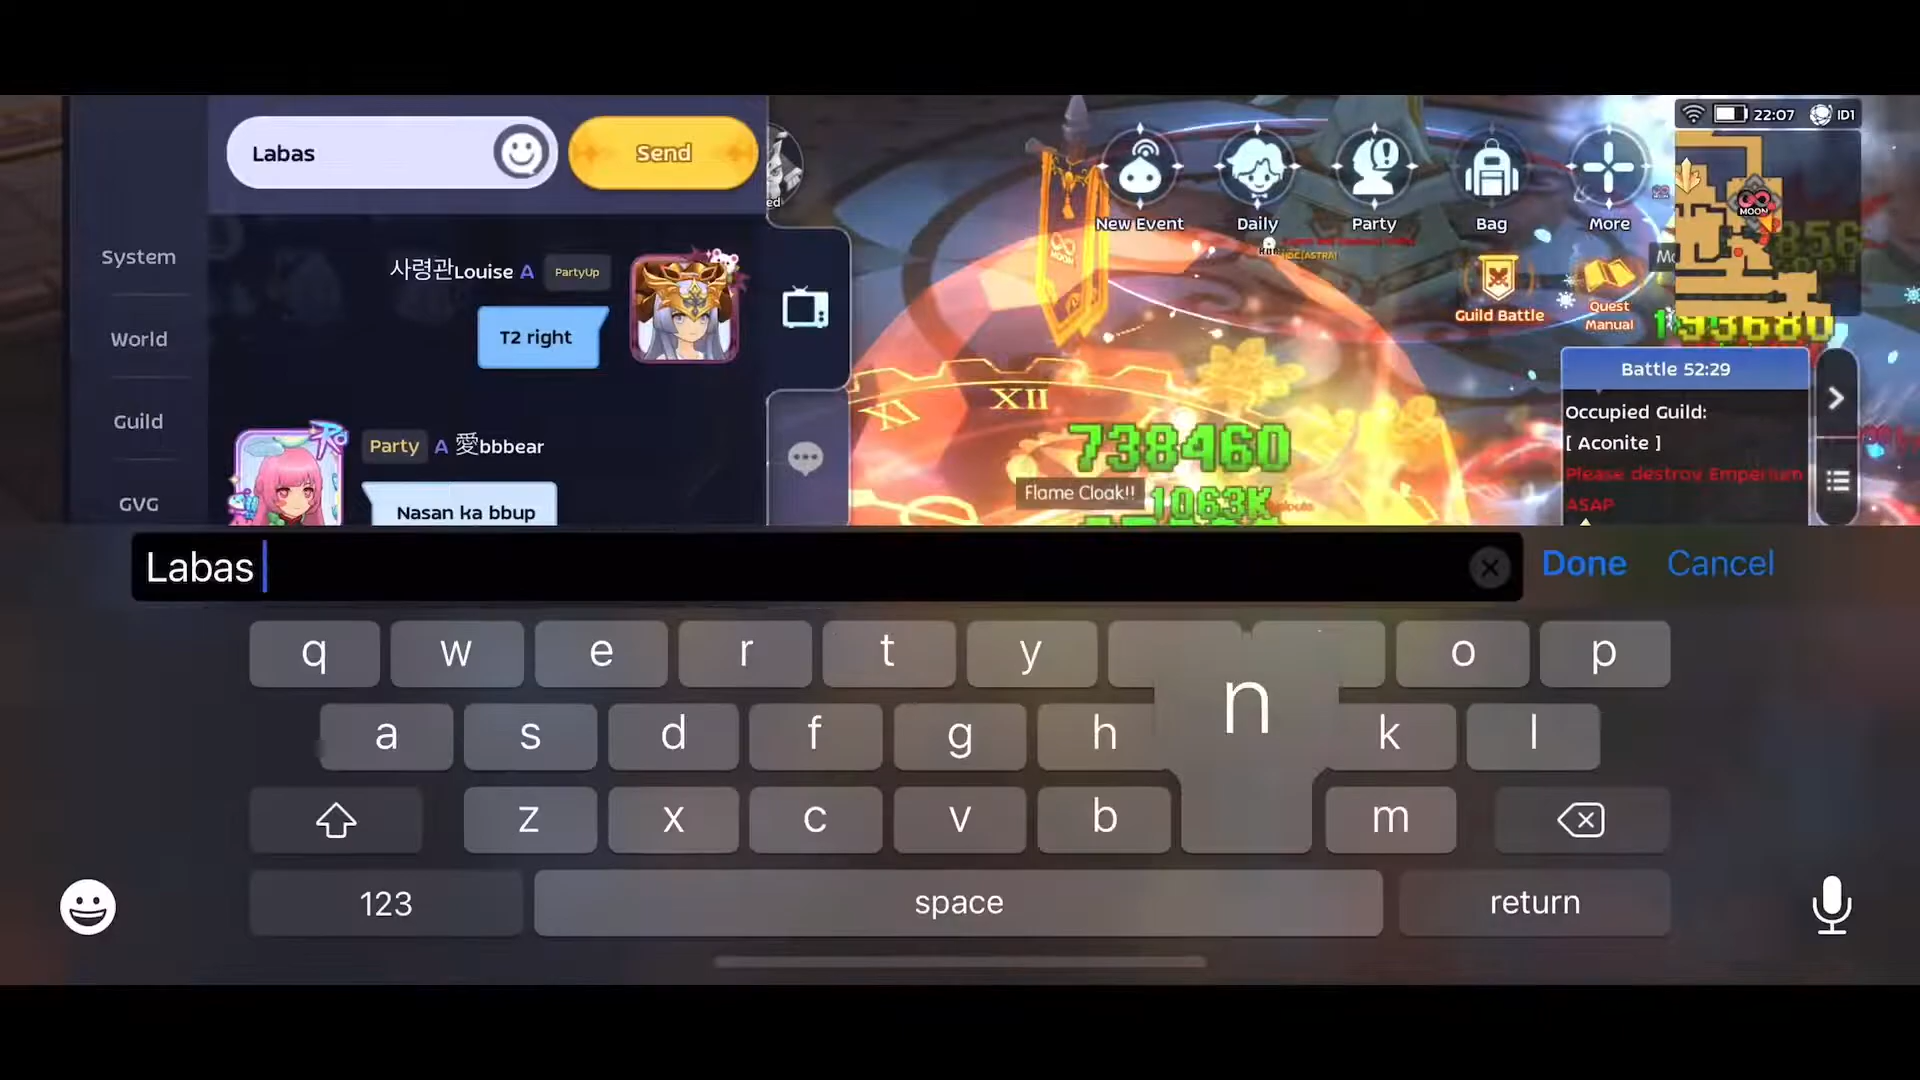 Labas
Send
22:07
ID1
New Event
Daily
Party
Bag
More
MOON
System
World
Guild
GVG
사령관Louise A
PartyUp
T2 right
Party A 愛bbbear
Nasan ka bbup
XI
XII
738460
Flame Cloak!!
1063K
Guild Battle
Quest
Manual
Battle 52:29
Occupied Guild:
[ Aconite ]
Please destroy Emperium
ASAP
Labas
Done
Cancel
q w e r t y o p
n
a s d f g h k l
z x c v b m
123
space
return